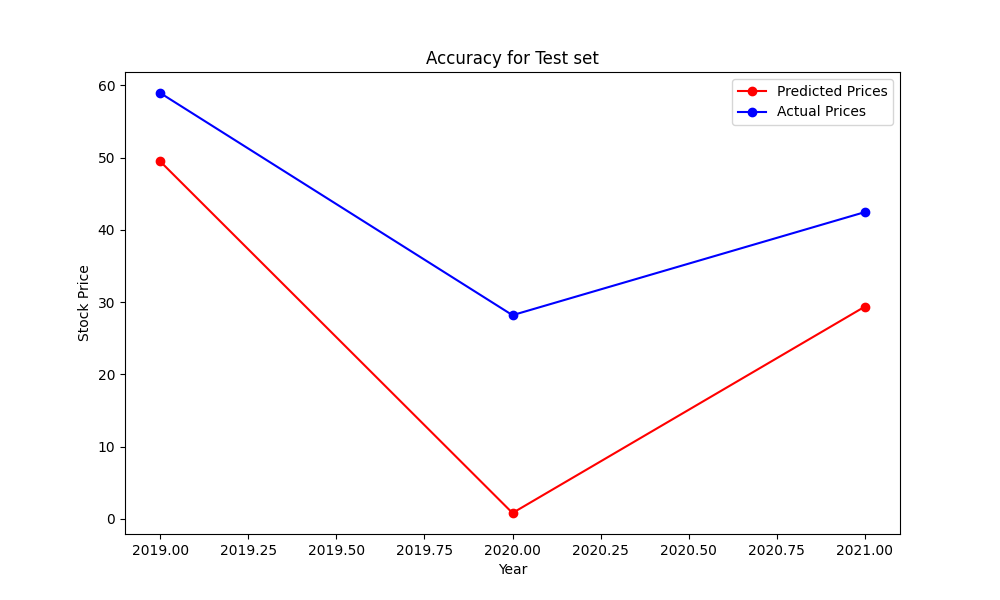 Accuracy for Test set
Predicted Prices
Actual Prices
60
50
40
30
20
10
0
Stock Price
2019.00 2019.25 2019.50 2019.75 2020.00 2020.25 2020.50 2020.75 2021.00
Year